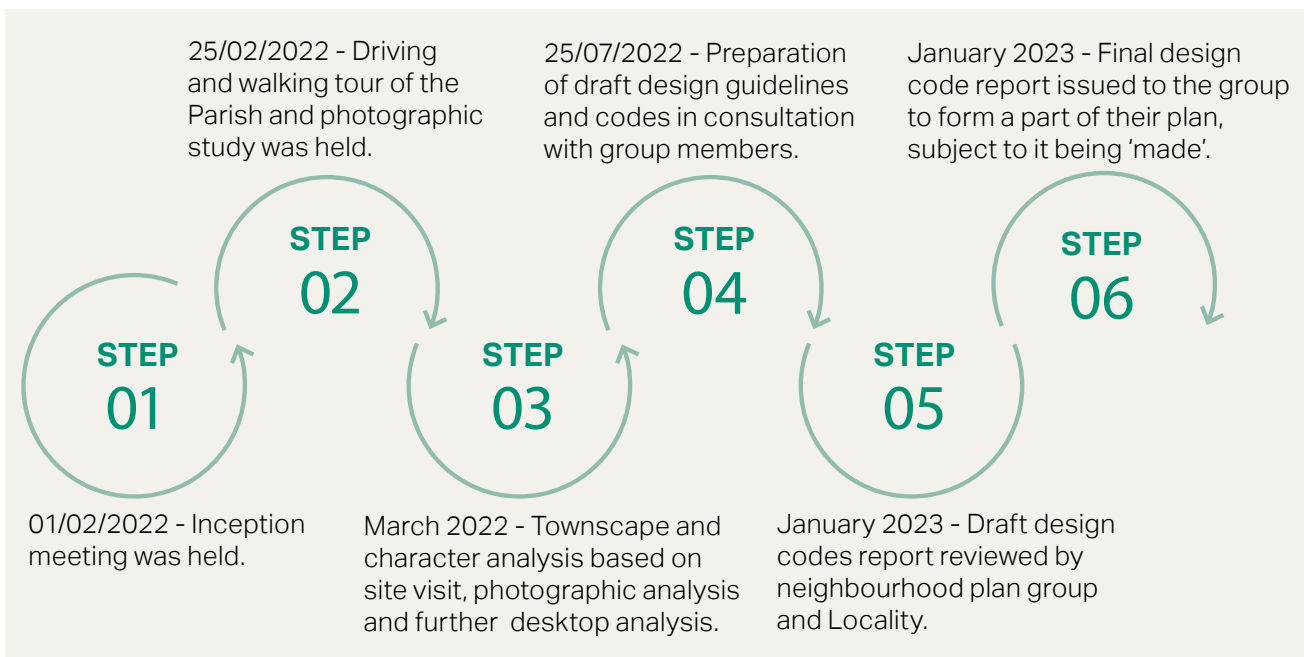 25/02/2022 - Driving
and walking tour of the
Parish and photographic
study was held.
25/07/2022 - Preparation
of draft design guidelines
and codes in consultation
with group members.
January 2023 - Final design
code report issued to the group
to form a part of their plan,
subject to it being ‘made’.
STEP
01
STEP
02
STEP
03
STEP
04
STEP
05
STEP
06
01/02/2022 - Inception
meeting was held.
March 2022 - Townscape and
character analysis based on
site visit, photographic analysis
and further desktop analysis.
January 2023 - Draft design
codes report reviewed by
neighbourhood plan group
and Locality.